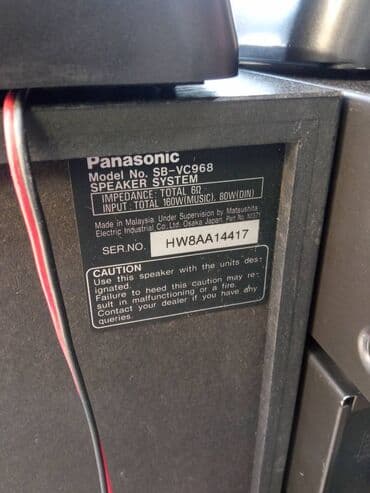 Panasonic
Model No. SB-VC968
SPEAKER SYSTEM
IMPEDANCE: TOTAL 6Ω
INPUT: TOTAL 160W(MUSIC), 80W(DIN)
Made in Malaysia Under Supervision by Matsushita
Electric Industrial Co., Ltd. Osaka Japan. Part No.
SER.NO. HW8AA14417
CAUTION
Use this speaker with the units des-
ignated.
Failure to heed this caution may re-
sult in malfunctioning or a fire.
Contact your dealer if you have any
queries.